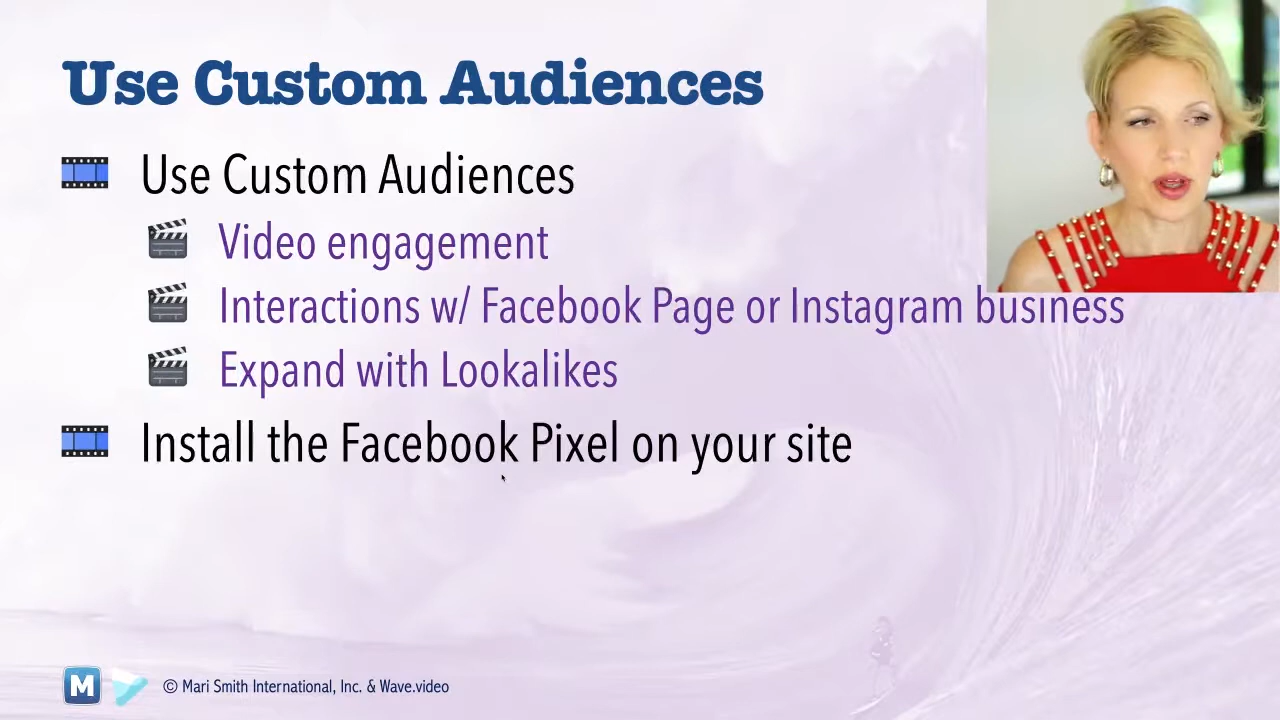 Use Custom Audiences
Use Custom Audiences
Video engagement
Interactions w/ Facebook Page or Instagram business
Expand with Lookalikes
Install the Facebook Pixel on your site
M
© Mari Smith International, Inc. & Wave.video